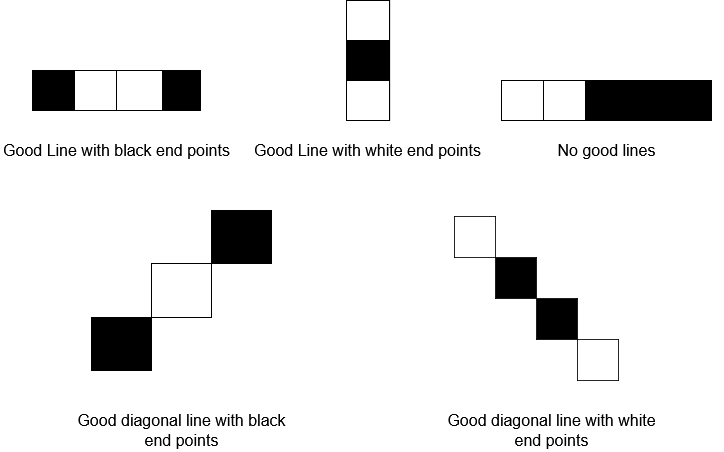 Good Line with black end points
Good Line with white end points
No good lines
Good diagonal line with black
end points
Good diagonal line with white
end points